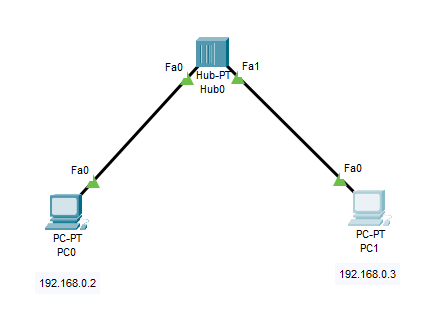 Fa0
Fa1
Hub-PT
Hub0
Fa0
Fa0
PC-PT
PC0
PC-PT
PC1
192.168.0.2
192.168.0.3